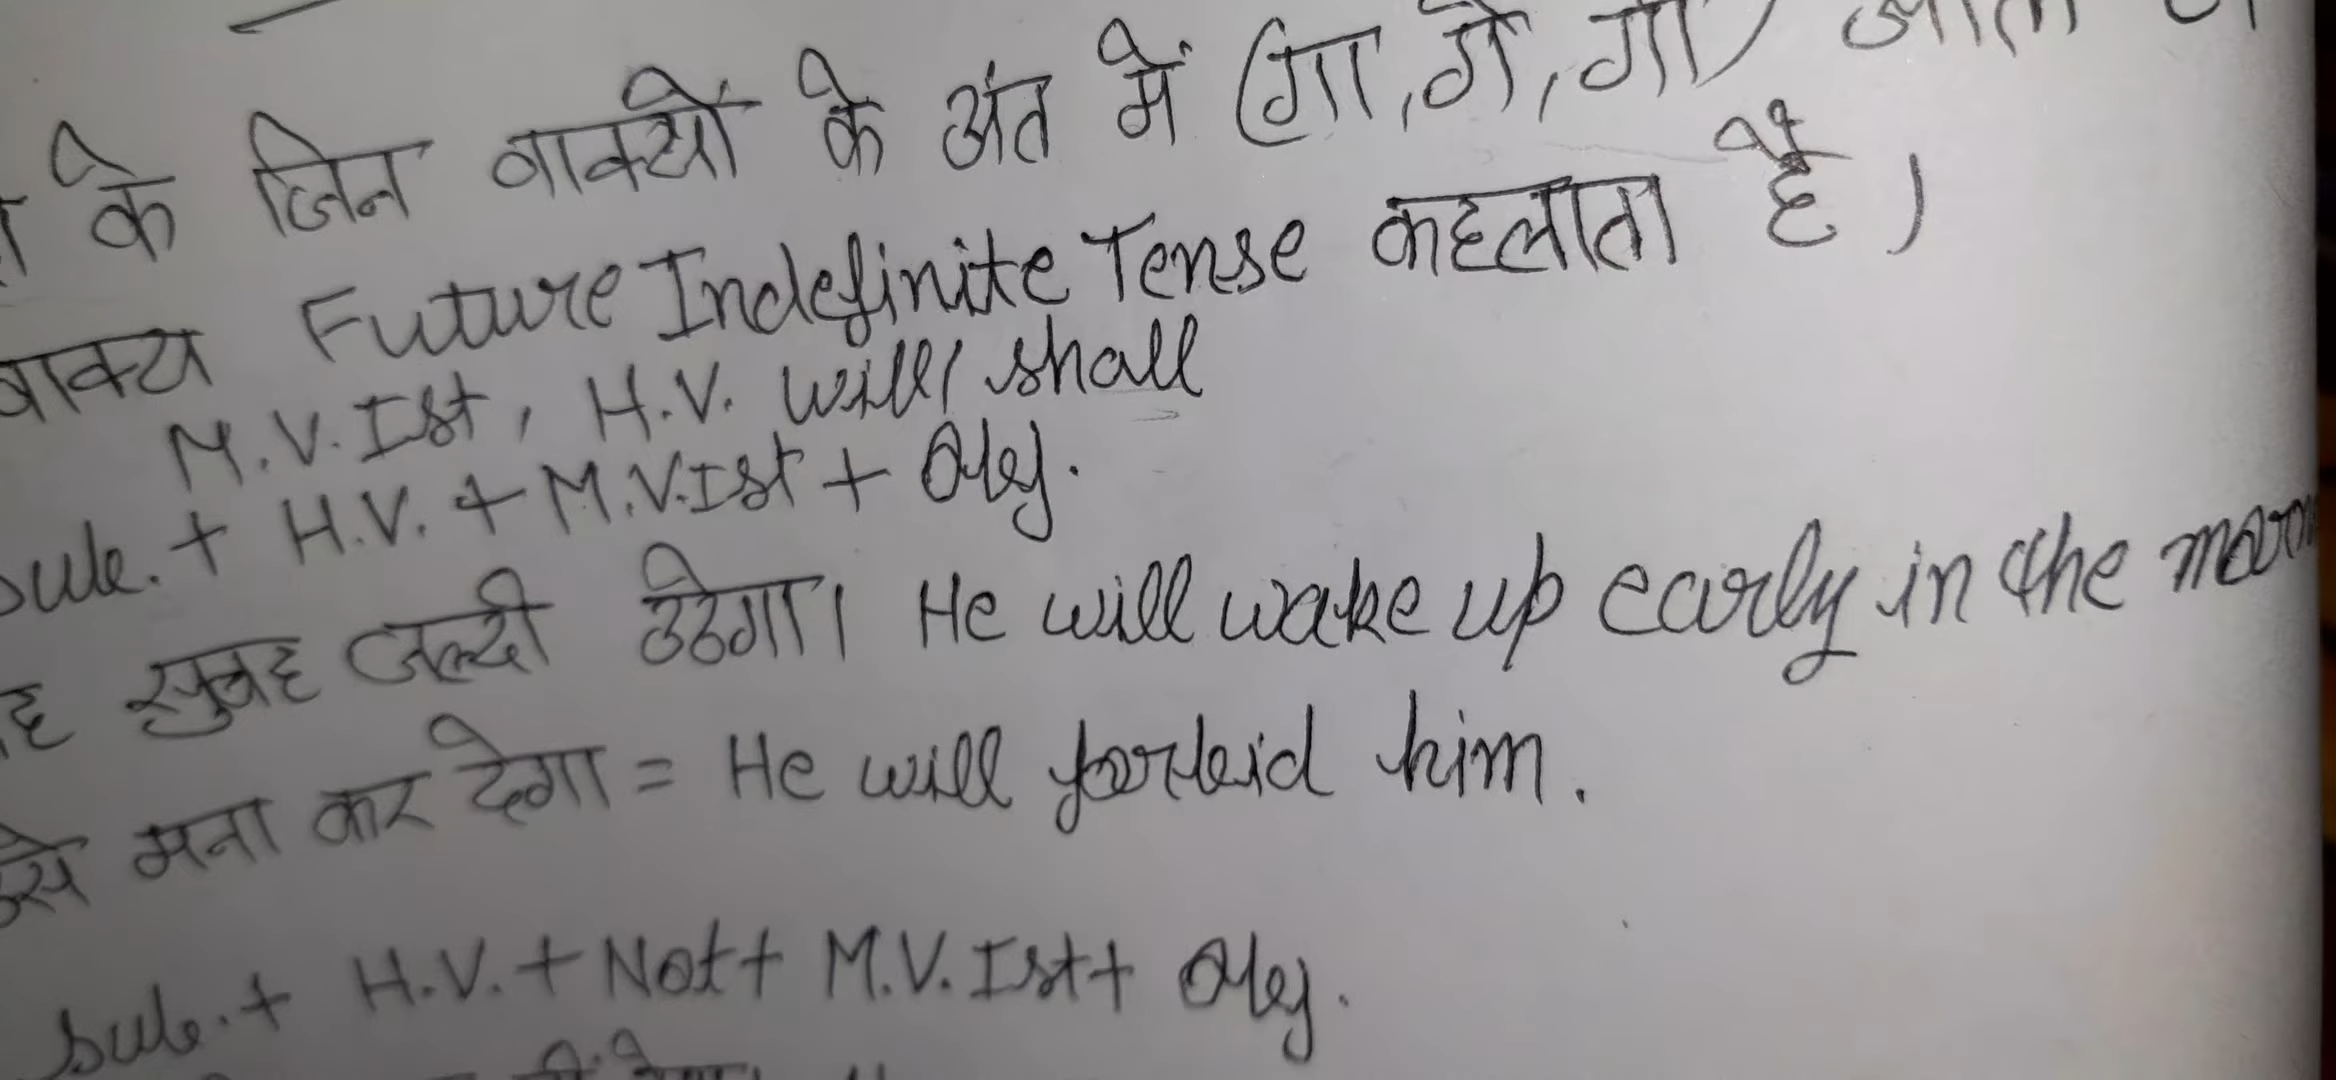 के जिन वाक्यों के अंत में (गा, गे, गी)
वाक्य Future Indefinite Tense कहलाता है।
M.V. Ist, H.V. will/ shall
sub. + H.V. + M.V. Ist + Obj.
सुबह जल्दी उठेगा। He will wake up early in the
मना कर देगा = He will forbid him.
sub. + H.V. + Not + M.V. Ist + Obj.